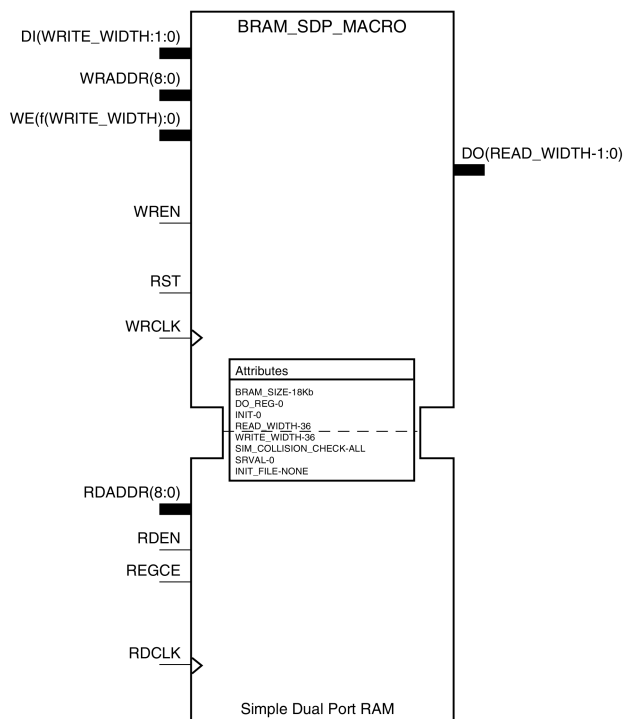 BRAM_SDP_MACRO
DI(WRITE_WIDTH:1:0)
WRADDR(8:0)
WE(f(WRITE_WIDTH):0)
DO(READ_WIDTH-1:0)
WREN
RST
WRCLK
Attributes
BRAM_SIZE-18Kb
DO_REG-0
INIT-0
READ_WIDTH-36
WRITE_WIDTH-36
SIM_COLLISION_CHECK-ALL
SRVAL-0
INIT_FILE-NONE
RDADDR(8:0)
RDEN
REGCE
RDCLK
Simple Dual Port RAM